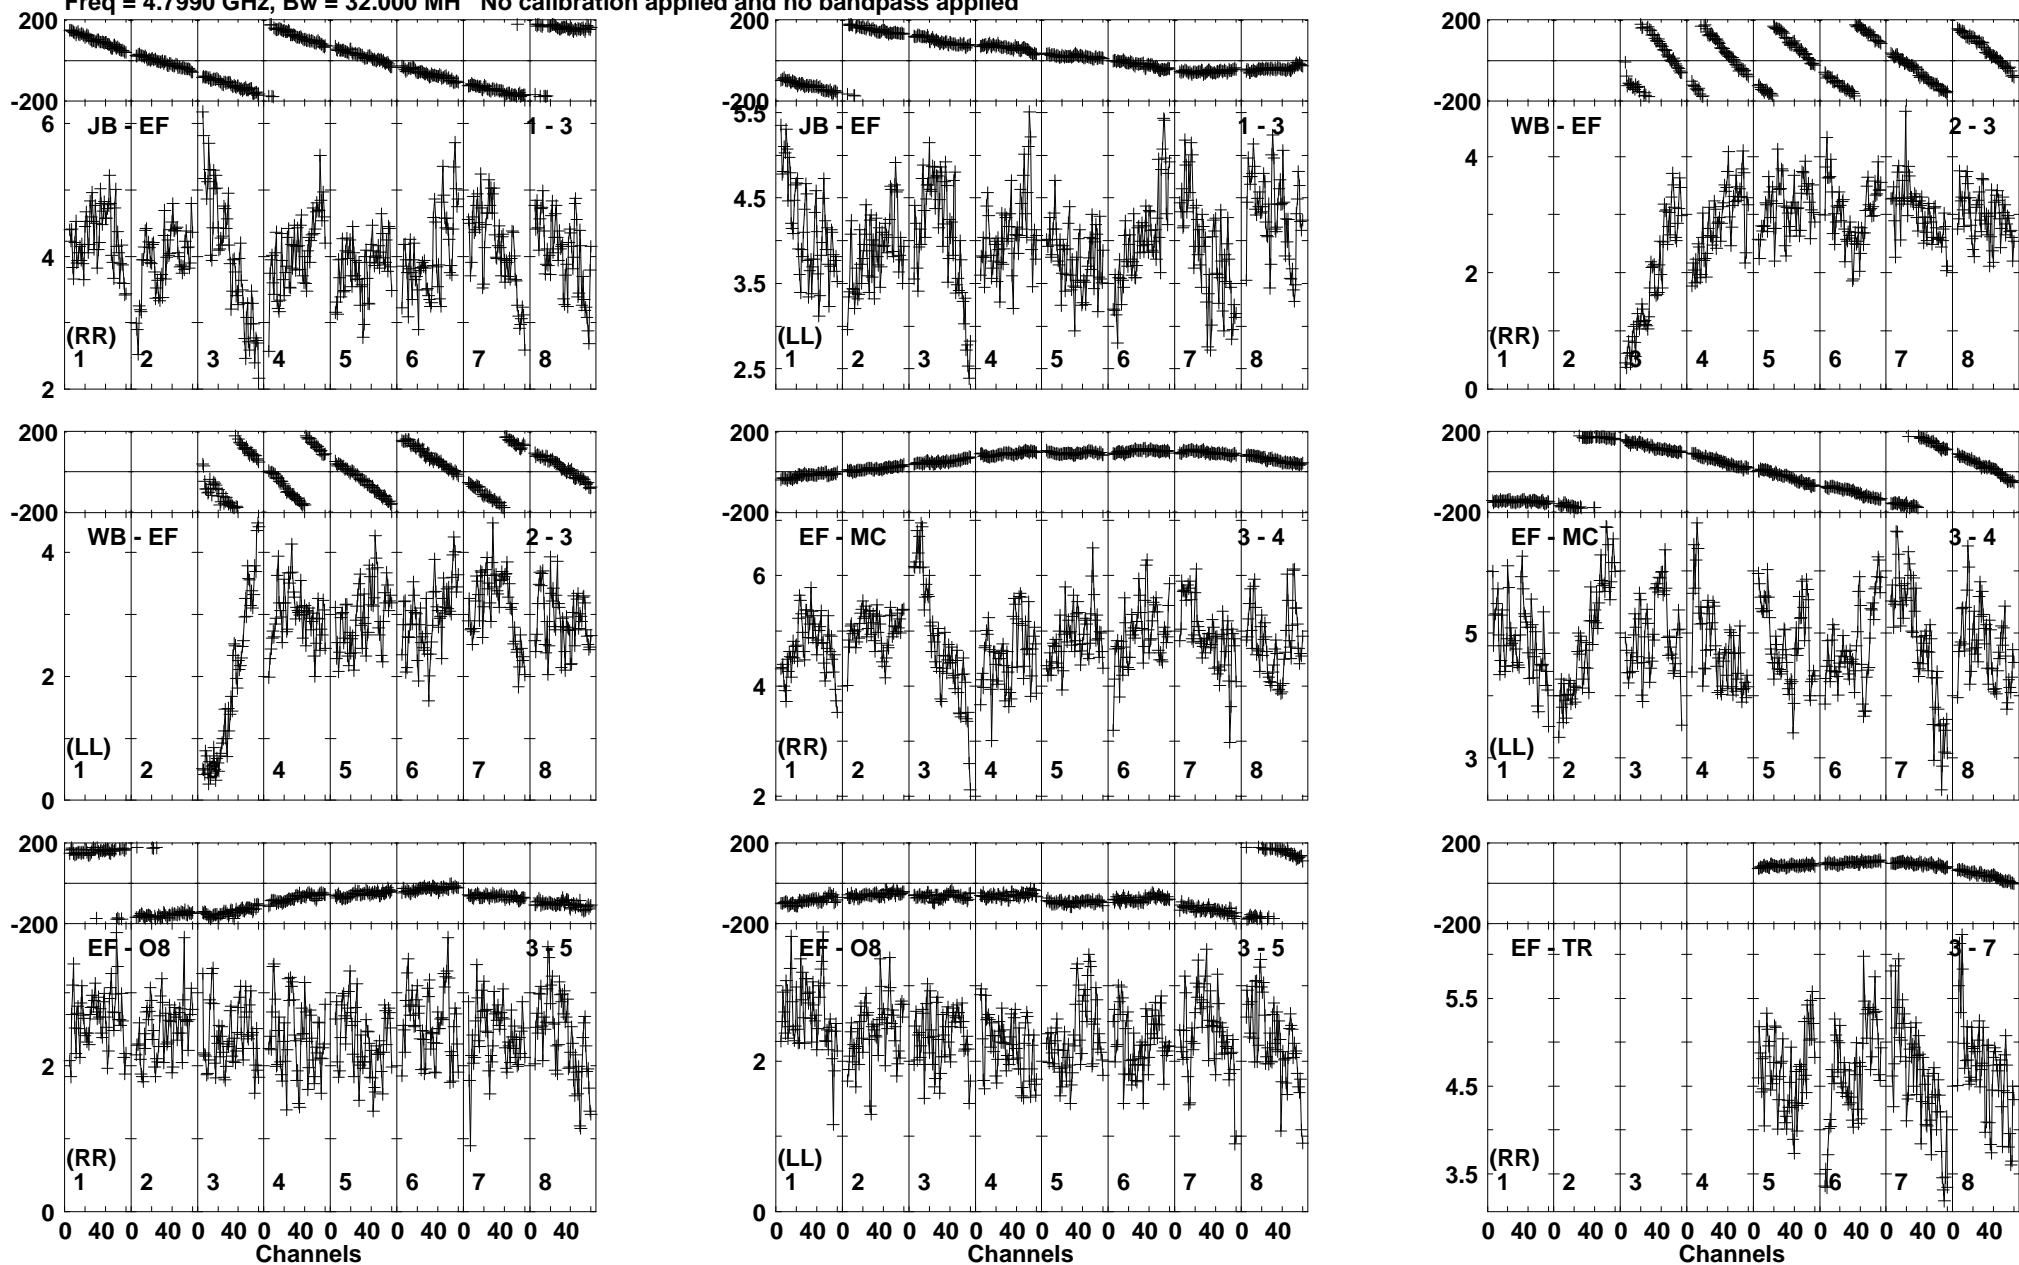 Freq = 4.7990 GHz, Bw = 32.000 MH No calibration applied and no bandpass applied
200 200 200
-200 -200 -200
6 5.5 4
JB - EF 1 - 3 JB - EF 1 - 3 WB - EF 2 - 3
4 4.5 2
3.5
(RR) (LL) (RR)
1 2 3 4 5 6 7 8 1 2 3 4 5 6 7 8 1 2 3 4 5 6 7 8
2 2.5 0
200 200 200
-200 -200 -200
WB - EF 2 - 3 EF - MC 3 - 4 EF - MC 3 - 4
4 6 5
2 4 3
(LL) (RR) (LL)
1 2 3 4 5 6 7 8 1 2 3 4 5 6 7 8 1 2 3 4 5 6 7 8
0 2
200 200 200
-200 -200 -200
EF - O8 3 - 5 EF - O8 3 - 5 EF - TR 3 - 7
5.5
2 2 4.5
(RR) (LL) (RR)
3.5
1 2 3 4 5 6 7 8 1 2 3 4 5 6 7 8 1 2 3 4 5 6 7 8
0 0
0 40 0 40 0 40 0 40 0 40 0 40 0 40 0 40 0 40 0 40 0 40 0 40 0 40 0 40 0 40 0 40 0 40 0 40 0 40 0 40 0 40 0 40 0 40 0 40
Channels Channels Channels